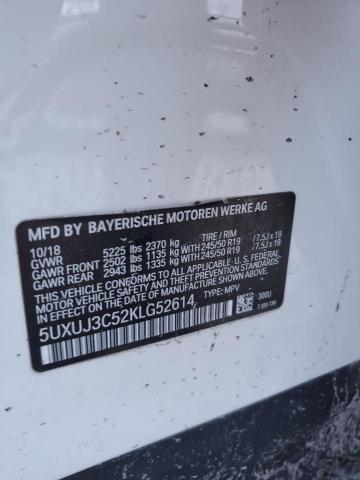 MFD BY BAYERISCHE MOTOREN WERKE AG
10/18 TIRE / RIM
GVWR 5225 lbs 2370 kg
GAWR FRONT 2502 lbs 1135 kg WITH 245/50 R19 / 7.5J x 19
GAWR REAR 2943 lbs 1335 kg WITH 245/50 R19 / 7.5J x 19
THIS VEHICLE CONFORMS TO ALL APPLICABLE U.S. FEDERAL
MOTOR VEHICLE SAFETY, BUMPER, AND THEFT PREVENTION
STANDARDS IN EFFECT ON THE DATE OF MANUFACTURE
SHOWN ABOVE.
5UXUJ3C52KLG52614 TYPE: MPV 300U